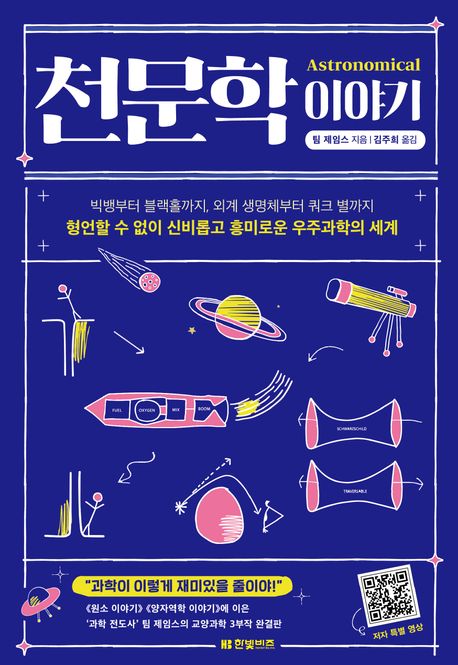 천문학 이야기
Astronomical
팀 제임스 지음 | 김주희 옮김
빅뱅부터 블랙홀까지, 외계 생명체부터 쿼크 별까지
형언할 수 없이 신비롭고 흥미로운 우주과학의 세계
FUEL
OXYGEN
MIX
BOOM
SCHWARZSCHILD
TRAVERSABLE
“과학이 이렇게 재미있을 줄이야!”
《원소 이야기》 《양자역학 이야기》에 이은
‘과학 전도사’ 팀 제임스의 교양과학 3부작 완결판
저자 특별 영상
HB 한빛비즈